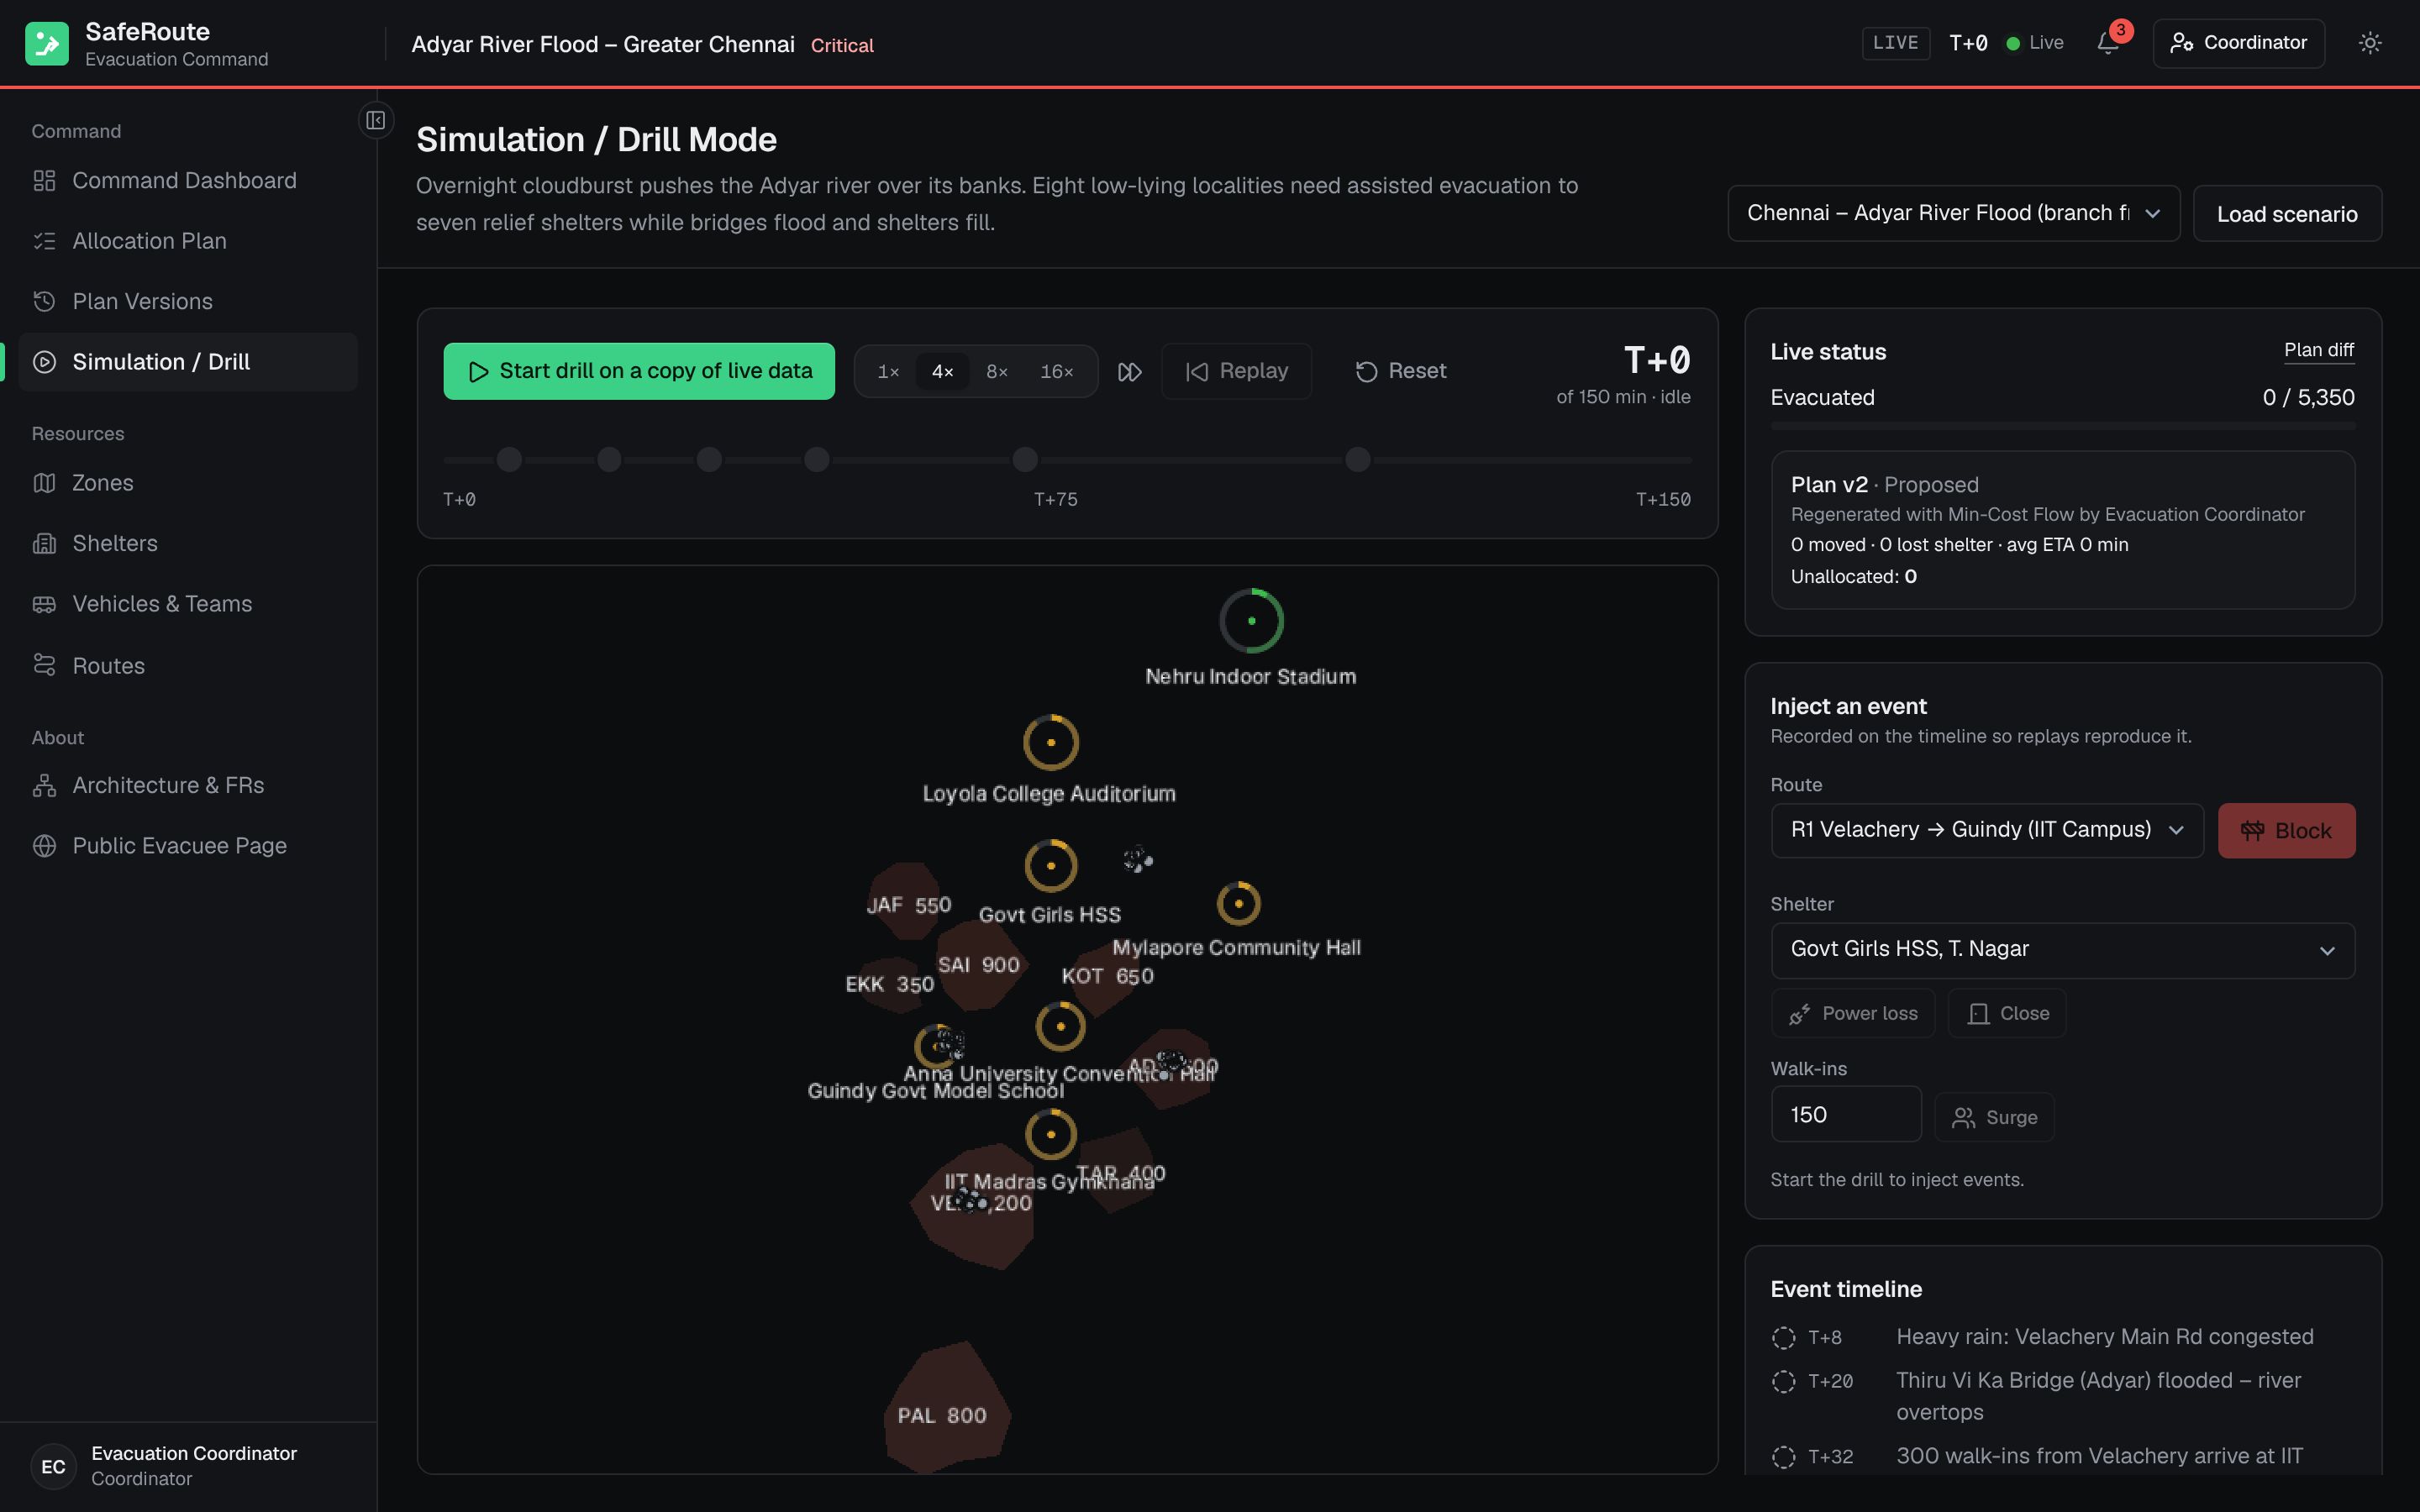 SafeRoute
Evacuation Command
Adyar River Flood – Greater Chennai Critical
LIVE T+0 Live 3 Coordinator
Command
Command Dashboard
Allocation Plan
Plan Versions
Simulation / Drill
Resources
Zones
Shelters
Vehicles & Teams
Routes
About
Architecture & FRs
Public Evacuee Page
EC
Evacuation Coordinator
Coordinator
Simulation / Drill Mode
Overnight cloudburst pushes the Adyar river over its banks. Eight low-lying localities need assisted evacuation to
seven relief shelters while bridges flood and shelters fill.
Chennai – Adyar River Flood (branch
Load scenario
Start drill on a copy of live data
1× 4× 8× 16×
Replay
Reset
T+0
of 150 min · idle
T+0 T+75 T+150
Nehru Indoor Stadium
Loyola College Auditorium
JAF 550
Govt Girls HSS
Mylapore Community Hall
SAI 900
KOT 650
EKK 350
Anna University Convention Hall
Guindy Govt Model School
TAR 400
IIT Madras Gymkhana
PAL 800
Live status
Plan diff
Evacuated 0 / 5,350
Plan v2 · Proposed
Regenerated with Min-Cost Flow by Evacuation Coordinator
0 moved · 0 lost shelter · avg ETA 0 min
Unallocated: 0
Inject an event
Recorded on the timeline so replays reproduce it.
Route
R1 Velachery → Guindy (IIT Campus)
Block
Shelter
Govt Girls HSS, T. Nagar
Power loss
Close
Walk-ins
150
Surge
Start the drill to inject events.
Event timeline
T+8 Heavy rain: Velachery Main Rd congested
T+20 Thiru Vi Ka Bridge (Adyar) flooded – river
overtops
T+32 300 walk-ins from Velachery arrive at IIT